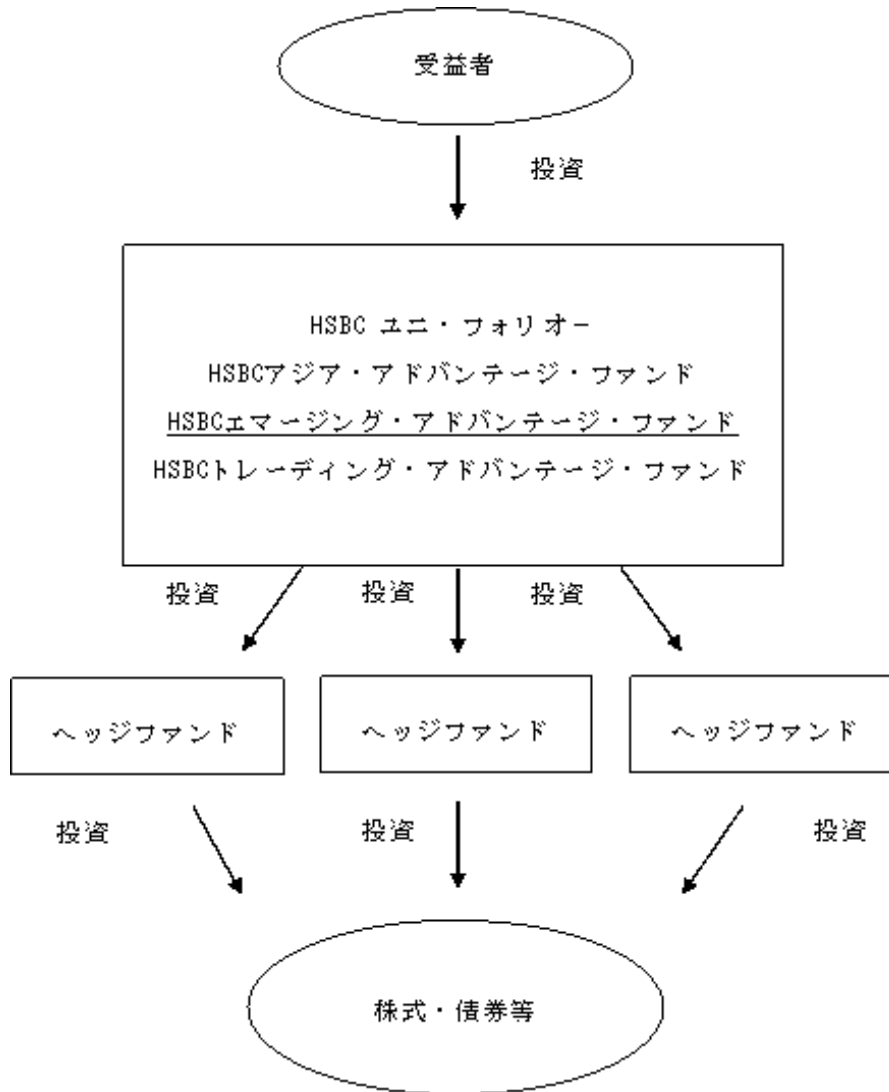 受益者
投資
HSBC ユニ・フォリオー
HSBCアジア・アドバンテージ・ファンド
HSBCエマージング・アドバンテージ・ファンド
HSBCトレーディング・アドバンテージ・ファンド
投資 投資 投資
ヘッジファンド ヘッジファンド ヘッジファンド
投資 投資 投資
株式・債券等